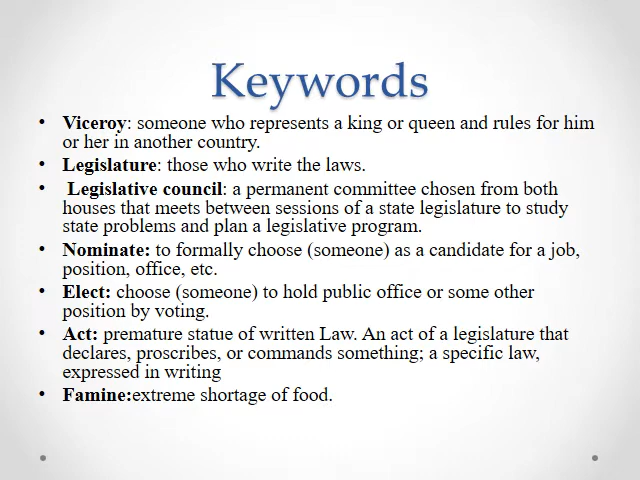 Keywords
• Viceroy: someone who represents a king or queen and rules for him
or her in another country.
• Legislature: those who write the laws.
• Legislative council: a permanent committee chosen from both
houses that meets between sessions of a state legislature to study
state problems and plan a legislative program.
• Nominate: to formally choose (someone) as a candidate for a job,
position, office, etc.
• Elect: choose (someone) to hold public office or some other
position by voting.
• Act: premature statue of written Law. An act of a legislature that
declares, proscribes, or commands something; a specific law,
expressed in writing
• Famine:extreme shortage of food.